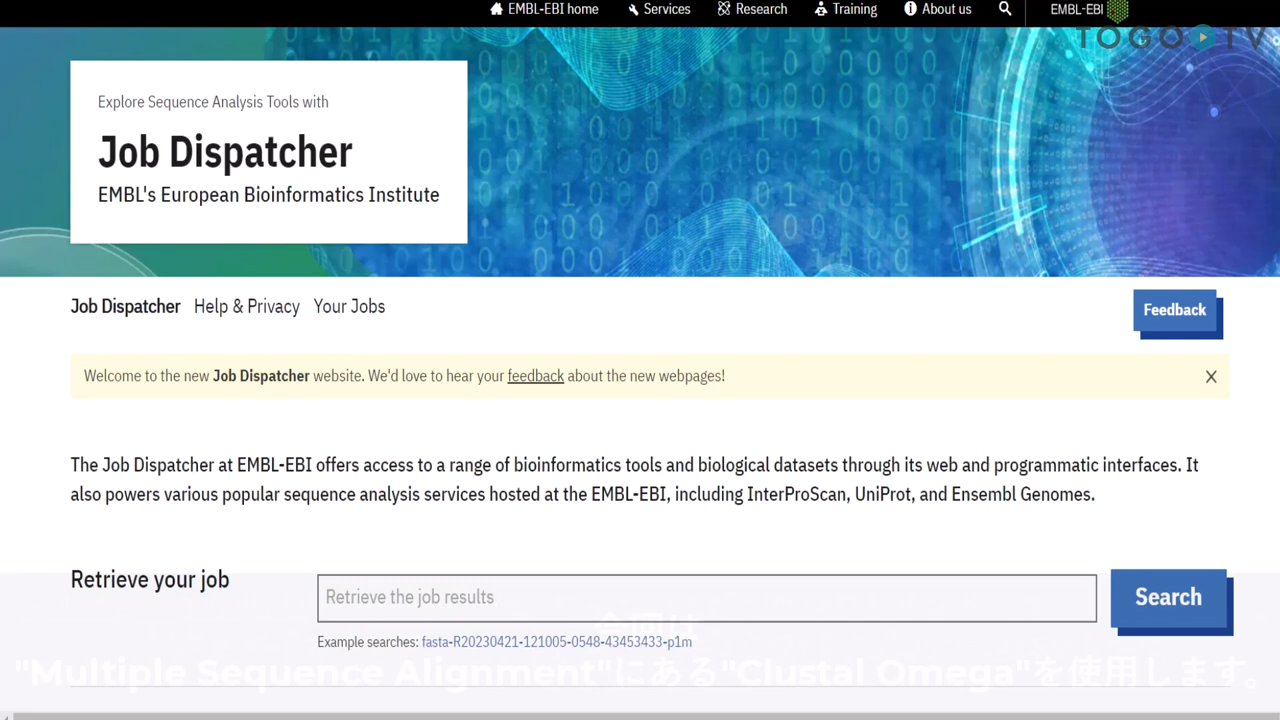 EMBL-EBI home Services Research Training About us EMBL-EBI
TOGO TV
Explore Sequence Analysis Tools with
Job Dispatcher
EMBL's European Bioinformatics Institute
Job Dispatcher Help & Privacy Your Jobs
Feedback
Welcome to the new Job Dispatcher website. We'd love to hear your feedback about the new webpages!
The Job Dispatcher at EMBL-EBI offers access to a range of bioinformatics tools and biological datasets through its web and programmatic interfaces. It
also powers various popular sequence analysis services hosted at the EMBL-EBI, including InterProScan, UniProt, and Ensembl Genomes.
Retrieve your job
Retrieve the job results
Search
Example searches: fasta-R20230421-121005-0548-43453433-p1m
今回は
"Multiple Sequence Alignment"にある"Clustal Omega"を使用します。